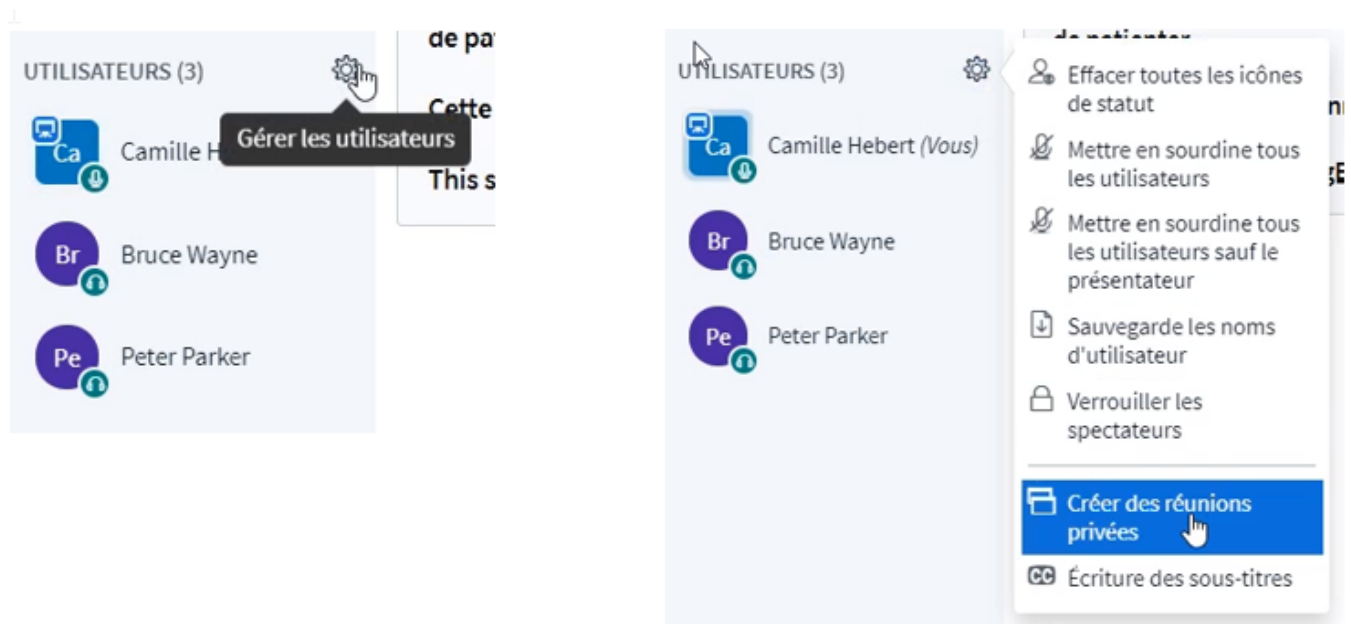 de pa
UTILISATEURS (3)
Cette
Gérer les utilisateurs
Ca
Camille H
This s
Br
Bruce Wayne
Pe
Peter Parker
UTILISATEURS (3)
Ca
Camille Hebert (Vous)
Br
Bruce Wayne
Pe
Peter Parker
de patienter
Effacer toutes les icônes
de statut
Mettre en sourdine tous
les utilisateurs
Mettre en sourdine tous
les utilisateurs sauf le
présentateur
Sauvegarde les noms
d'utilisateur
Verrouiller les
spectateurs
Créer des réunions
privées
CC
Écriture des sous-titres